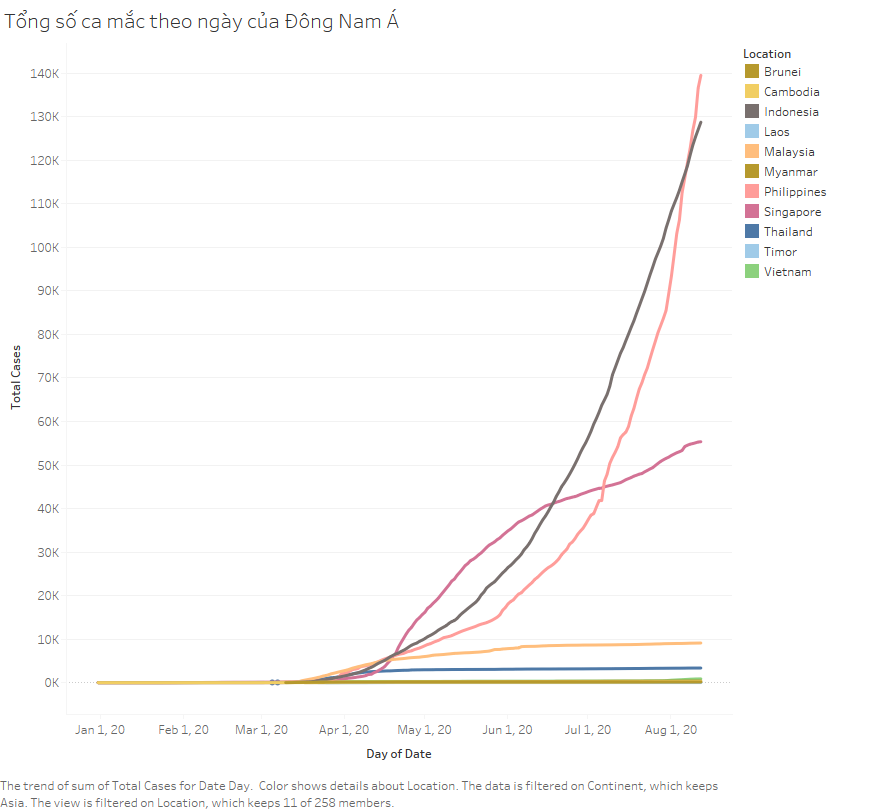 Tổng số ca mắc theo ngày của Đông Nam Á
Location
Brunei
Cambodia
Indonesia
Laos
Malaysia
Myanmar
Philippines
Singapore
Thailand
Timor
Vietnam
Total Cases
140K
130K
120K
110K
100K
90K
80K
70K
60K
50K
40K
30K
20K
10K
0K
Jan 1, 20 Feb 1, 20 Mar 1, 20 Apr 1, 20 May 1, 20 Jun 1, 20 Jul 1, 20 Aug 1, 20
Day of Date
The trend of sum of Total Cases for Date Day. Color shows details about Location. The data is filtered on Continent, which keeps
Asia. The view is filtered on Location, which keeps 11 of 258 members.